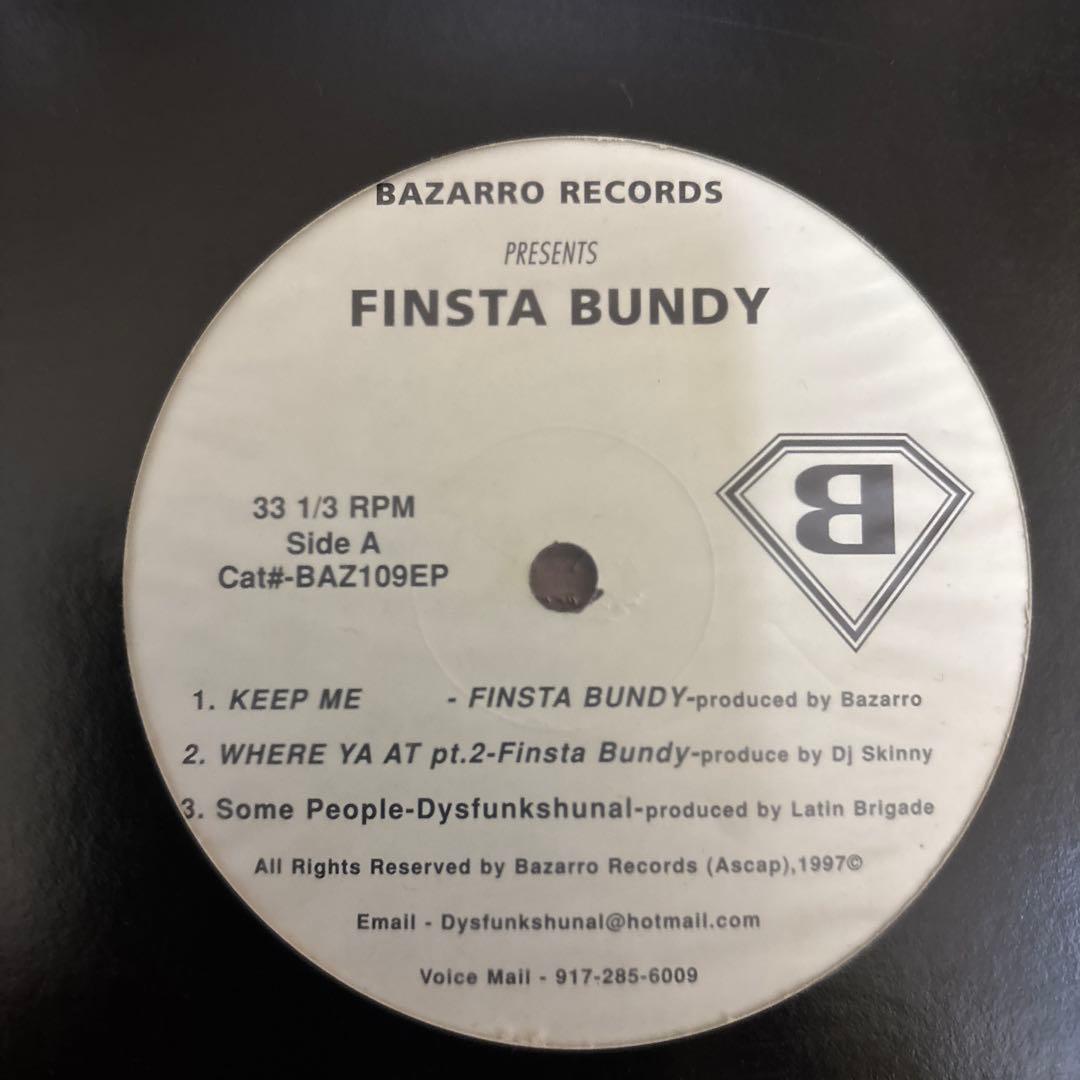 BAZARRO RECORDS
PRESENTS
FINSTA BUNDY
B
33 1/3 RPM
Side A
Cat#-BAZ109EP
1. KEEP ME - FINSTA BUNDY-produced by Bazarro
2. WHERE YA AT pt.2-Finsta Bundy-produce by Dj Skinny
3. Some People-Dysfunkshunal-produced by Latin Brigade
All Rights Reserved by Bazarro Records (Ascap),1997©
Email - Dysfunkshunal@hotmail.com
Voice Mail - 917-285-6009